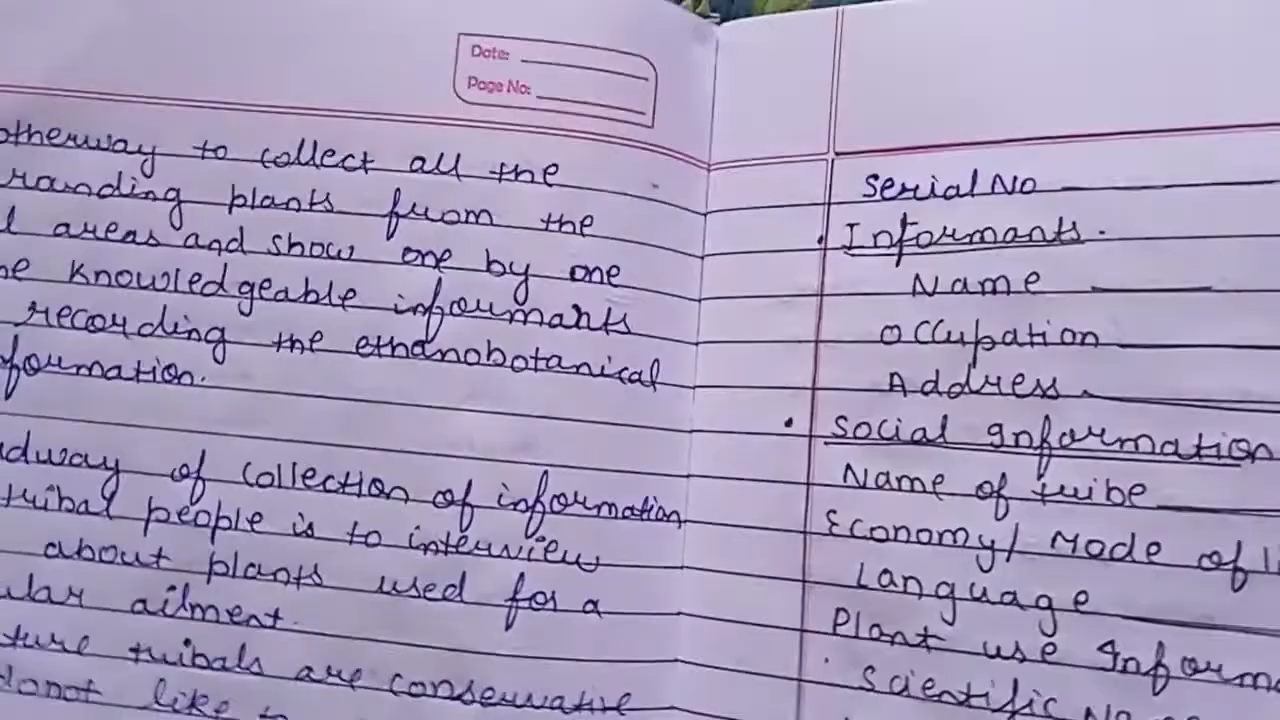 Date:
Page No:
otherway to collect all the
rounding plants from the
l areas and show one by one
he knowledgeable informants
recording the ethanobotanical
formation.
dway of collection of information
tribal people is to interview
about plants used for a
ular ailment.
ture tribals are conservative
donot like
Serial No
Informants.
Name
Occupation
Address
Social Information
Name of tribe
Economy/ Mode of
Language
Plant use Inform
Scientific